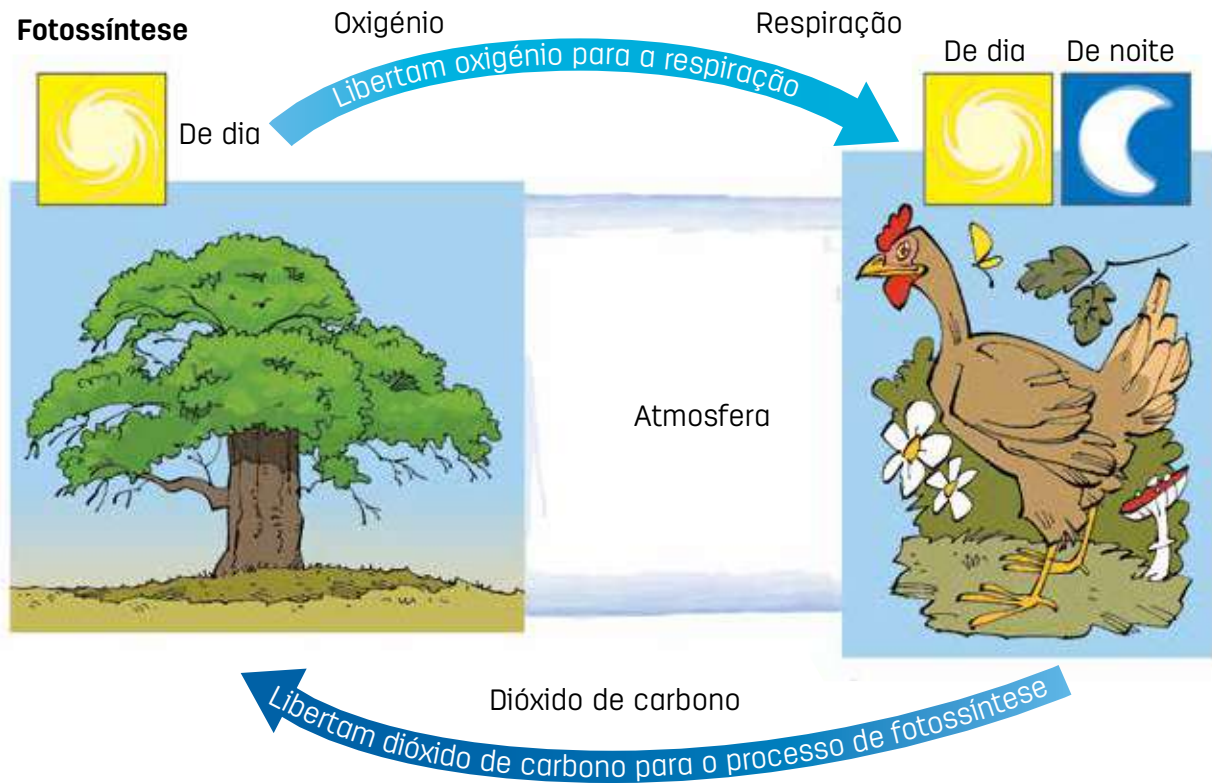 Fotossíntese
Oxigénio
Respiração
De dia
De noite
Libertam oxigénio para a respiração
De dia
Atmosfera
Dióxido de carbono
Libertam dióxido de carbono para o processo de fotossíntese